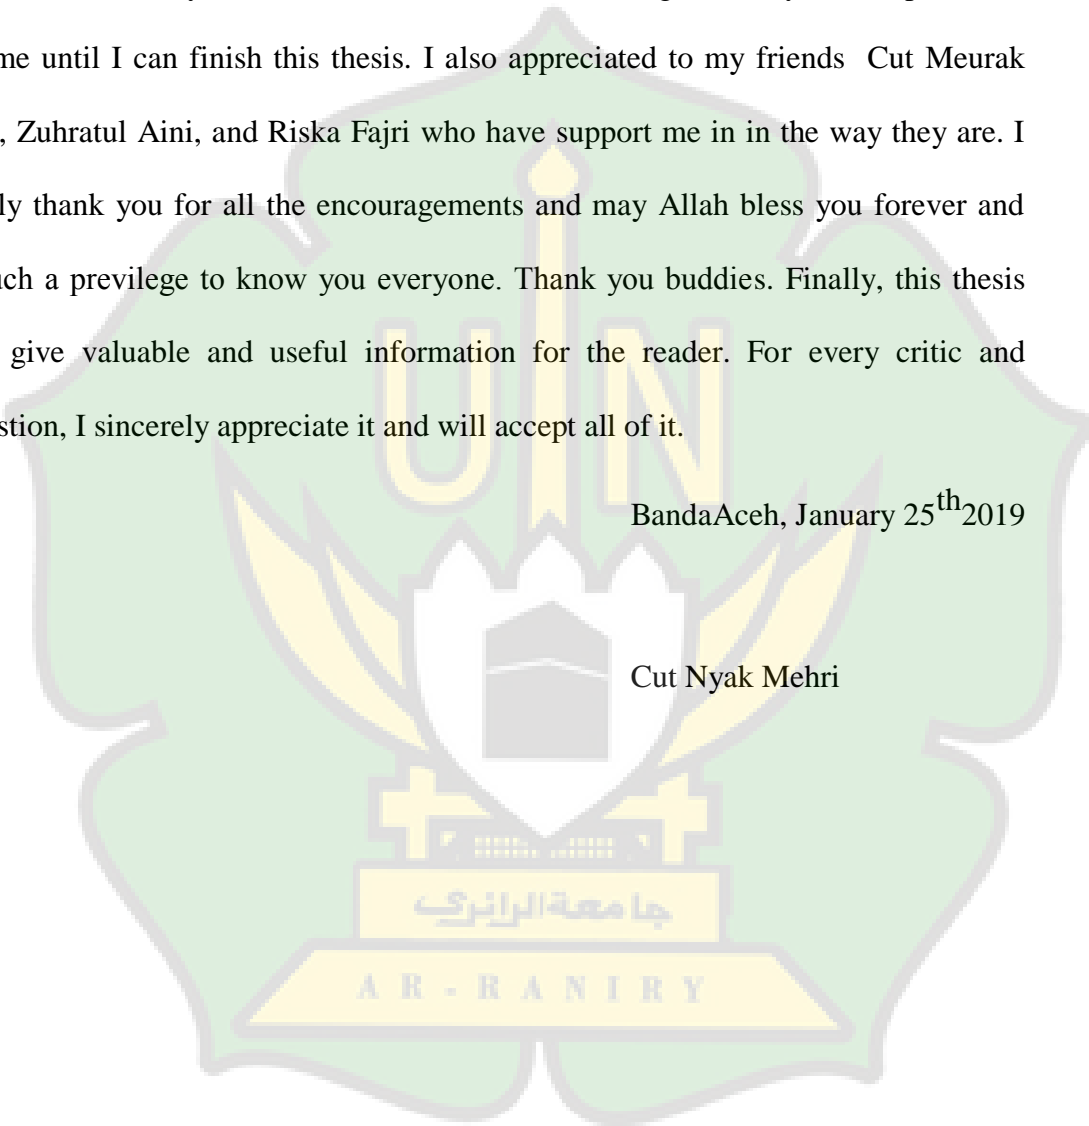 me until I can finish this thesis. I also appreciated to my friends Cut Meurak
, Zuhratul Aini, and Riska Fajri who have support me in in the way they are. I
ly thank you for all the encouragements and may Allah bless you forever and
uch a previlege to know you everyone. Thank you buddies. Finally, this thesis
give valuable and useful information for the reader. For every critic and
stion, I sincerely appreciate it and will accept all of it.
UIN
BandaAceh, January 25th2019
Cut Nyak Mehri
جامعة الرانري
AR-RANIRY